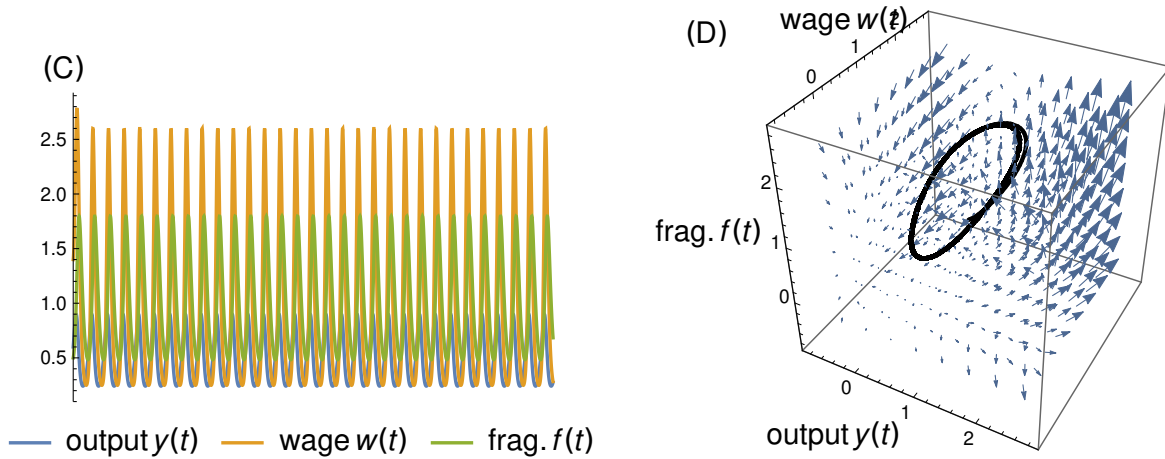 (C)
2.5
2.0
1.5
1.0
0.5
output y(t) wage w(t) frag. f(t)
(D)
wage w(t)
0 1 2
frag. f(t)
2
1
0
0 1 2
output y(t)